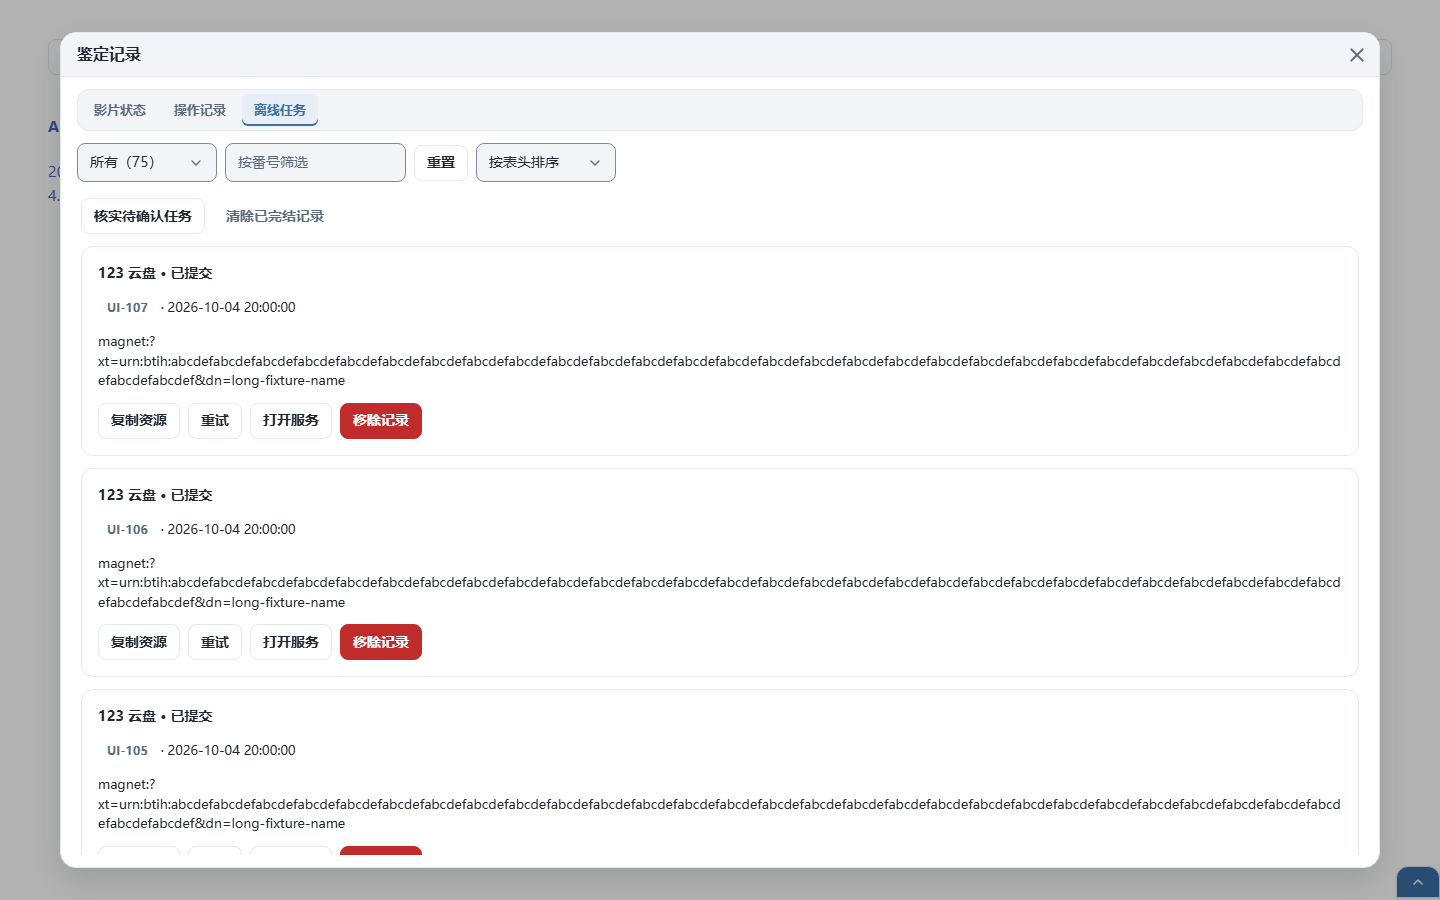 鉴定记录
影片状态 操作记录 离线任务
所有（75） 按番号筛选 重置 按表头排序
核实待确认任务 清除已完结记录
123 云盘 • 已提交
UI-107 · 2026-10-04 20:00:00
magnet:?
xt=urn:btih:abcdefabcdefabcdefabcdefabcdefabcdefabcdefabcdefabcdefabcdefabcdefabcdefabcdefabcdefabcdefabcdefabcdefabcdefabcdefabcdefabcdefabcdefabcdefabcdefabcdefabcdefabcdefabcd
efabcdefabcdef&dn=long-fixture-name
复制资源 重试 打开服务 移除记录
123 云盘 • 已提交
UI-106 · 2026-10-04 20:00:00
magnet:?
xt=urn:btih:abcdefabcdefabcdefabcdefabcdefabcdefabcdefabcdefabcdefabcdefabcdefabcdefabcdefabcdefabcdefabcdefabcdefabcdefabcdefabcdefabcdefabcdefabcdefabcdefabcdefabcdefabcdefabcd
efabcdefabcdef&dn=long-fixture-name
复制资源 重试 打开服务 移除记录
123 云盘 • 已提交
UI-105 · 2026-10-04 20:00:00
magnet:?
xt=urn:btih:abcdefabcdefabcdefabcdefabcdefabcdefabcdefabcdefabcdefabcdefabcdefabcdefabcdefabcdefabcdefabcdefabcdefabcdefabcdefabcdefabcdefabcdefabcdefabcdefabcdefabcdefabcdefabcd
efabcdefabcdef&dn=long-fixture-name